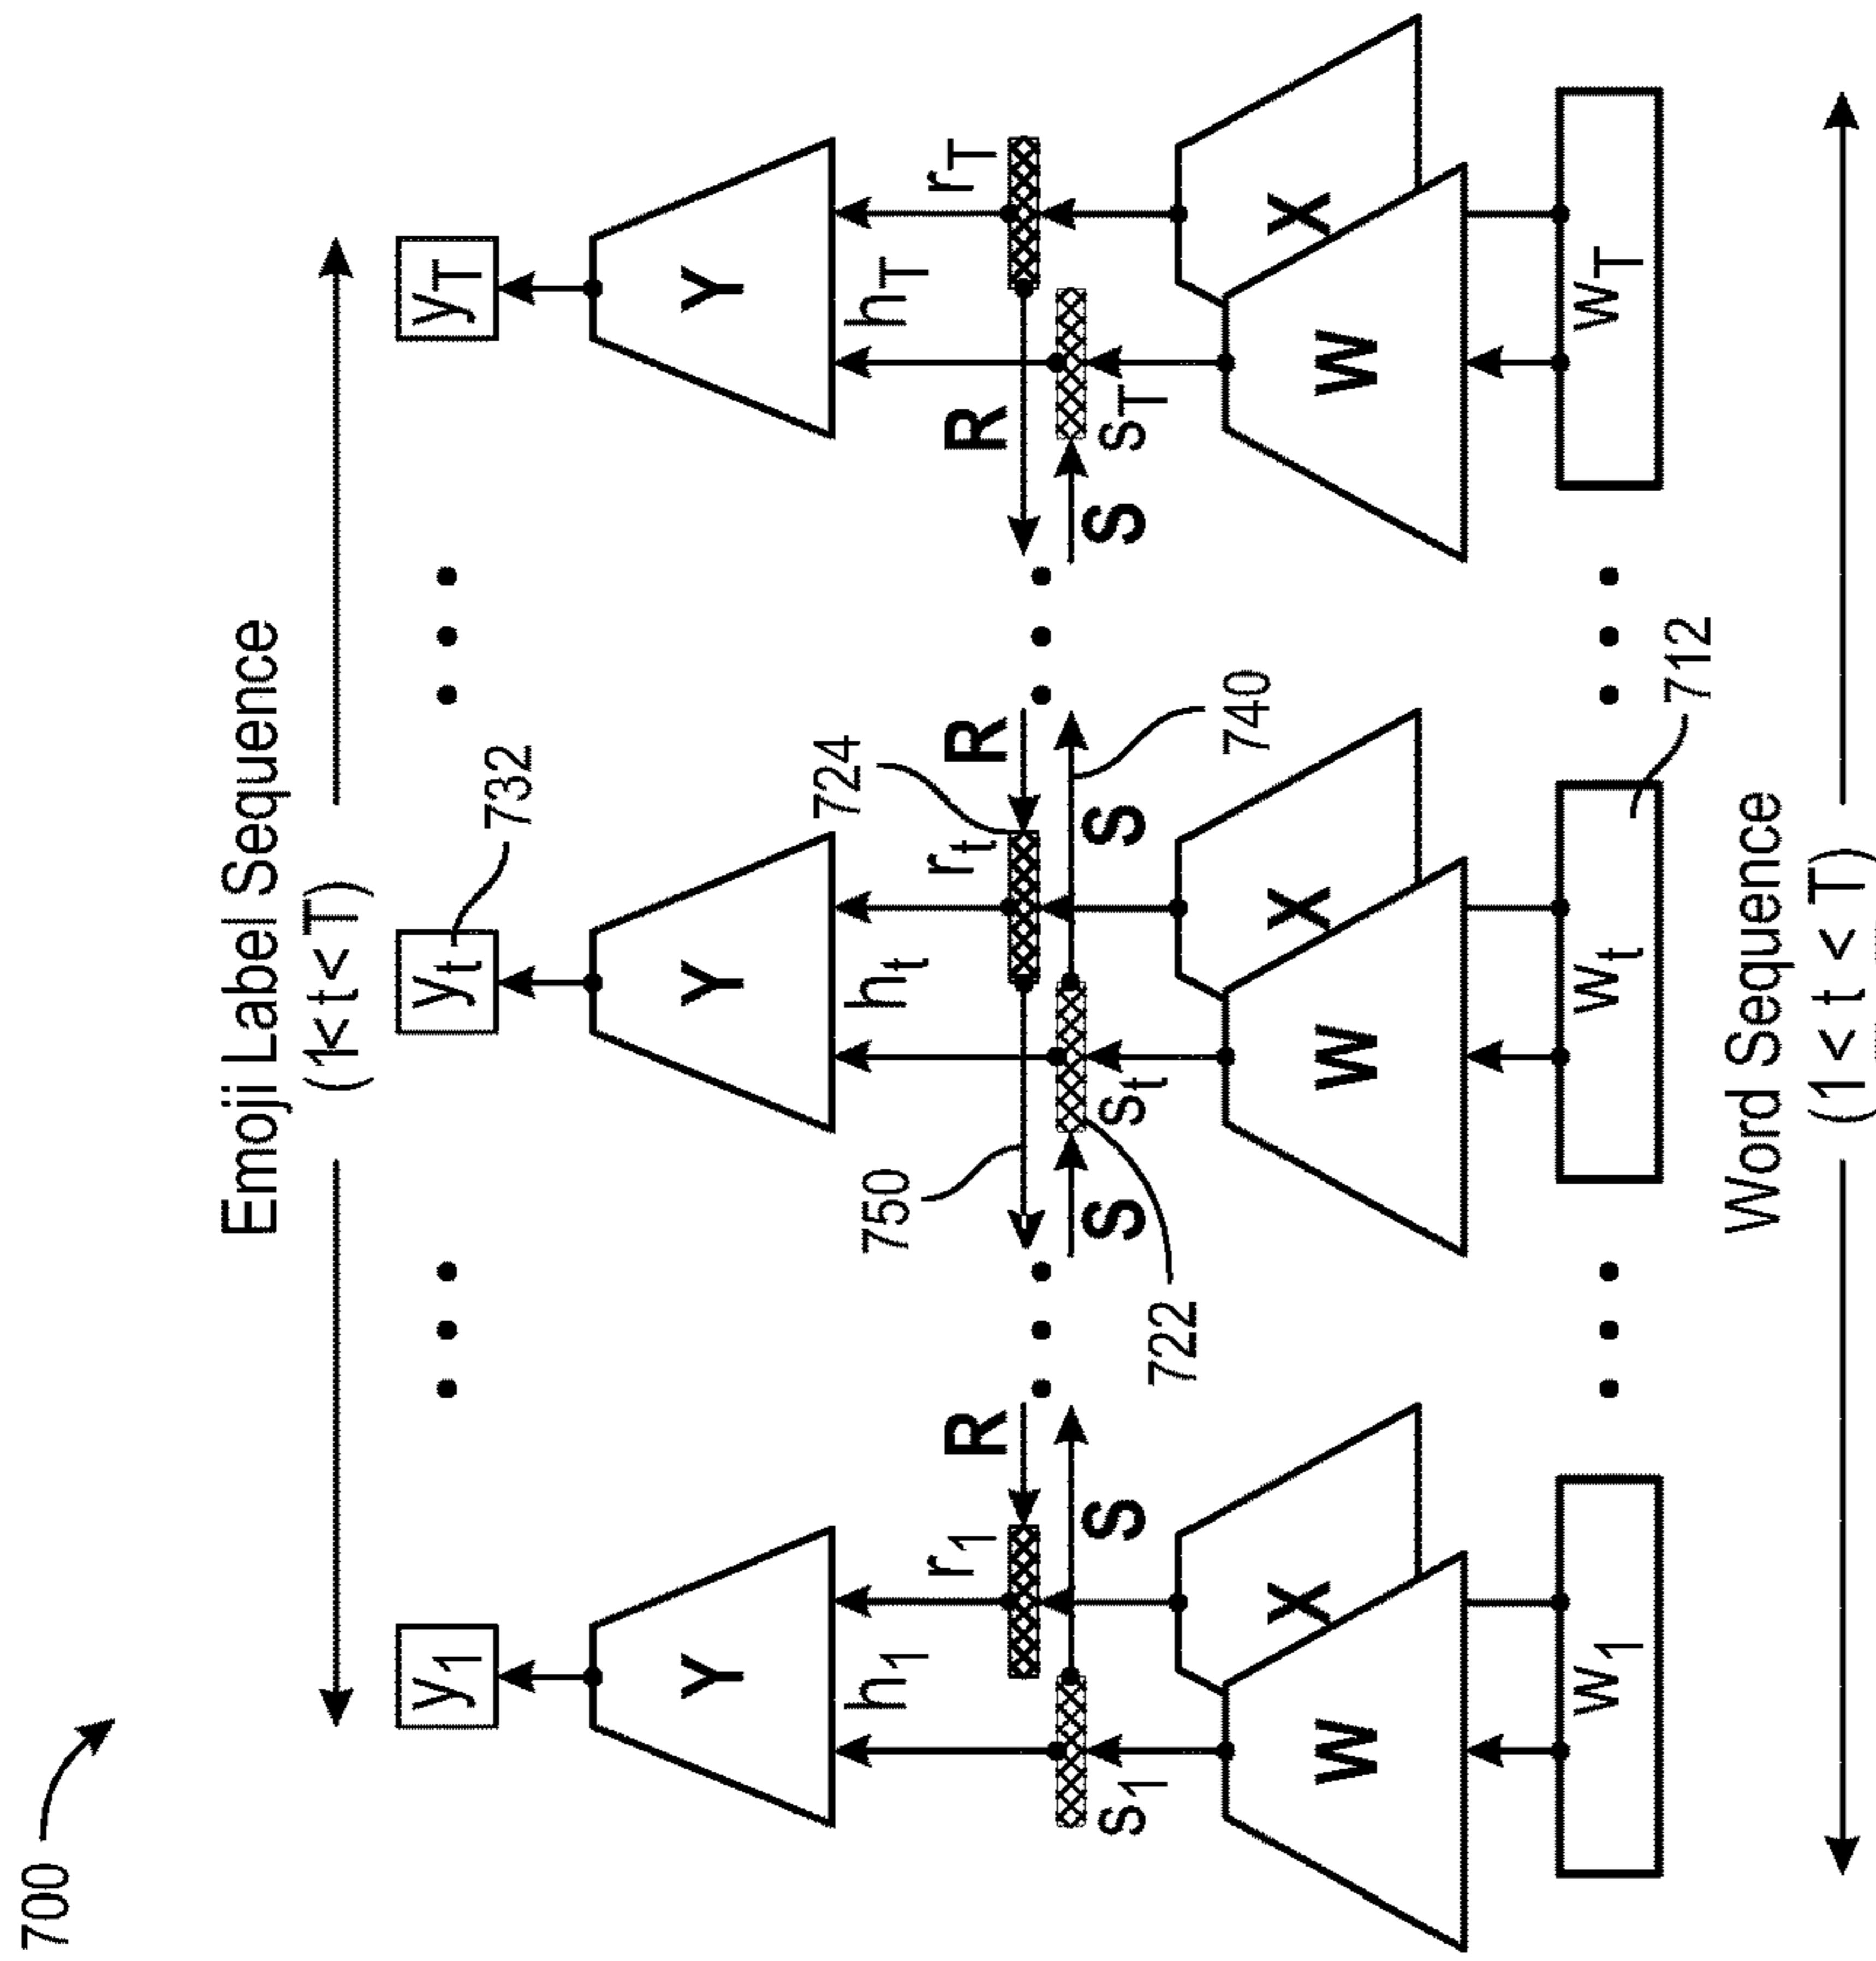 700
Emoji Label Sequence
(1< t < T)
y1
yt
732
yT
Y
Y
Y
h1
ht
hT
r1
R
750
rt
724
R
R
rT
s1
S
S
st
722
S
740
S
sT
W
X
W
X
W
X
w1
wt
712
wT
Word Sequence
(1 < t < T)